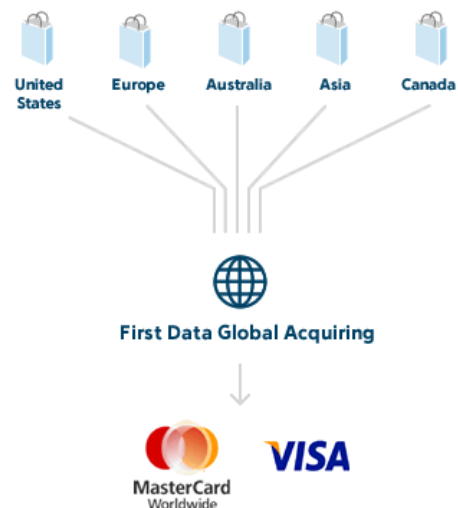 United Europe Australia Asia Canada
States
First Data Global Acquiring
MasterCard VISA
Worldwide